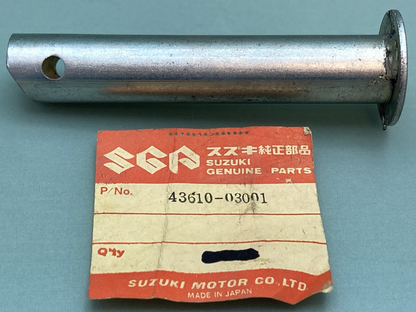 SGP スズキ純正部品
SUZUKI
GENUINE PARTS
P/No. 43610-03001
Q'ty
SUZUKI MOTOR CO., LTD
MADE IN JAPAN